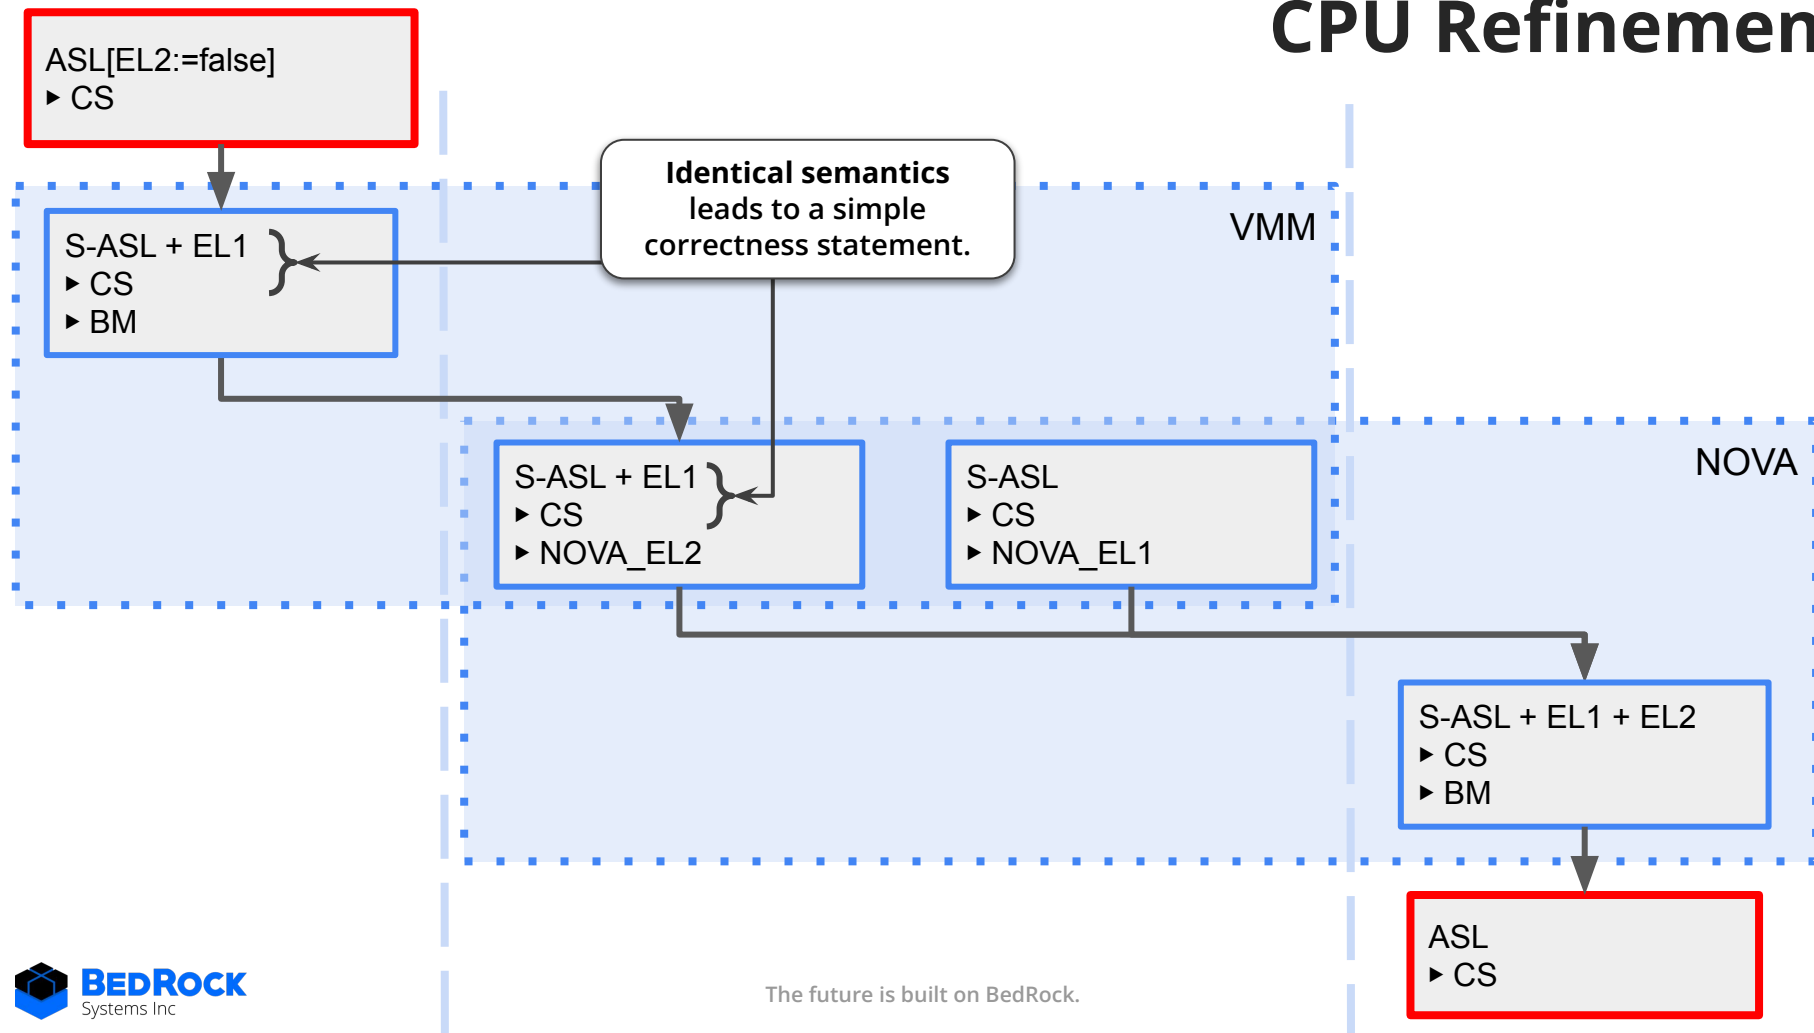 CPU Refinemen
ASL[EL2:=false]
▸ CS
Identical semantics
leads to a simple
correctness statement.
VMM
S-ASL + EL1
▸ CS
▸ BM
NOVA
S-ASL + EL1
▸ CS
▸ NOVA_EL2
S-ASL
▸ CS
▸ NOVA_EL1
S-ASL + EL1 + EL2
▸ CS
▸ BM
ASL
▸ CS
BEDROCK
Systems Inc
The future is built on BedRock.